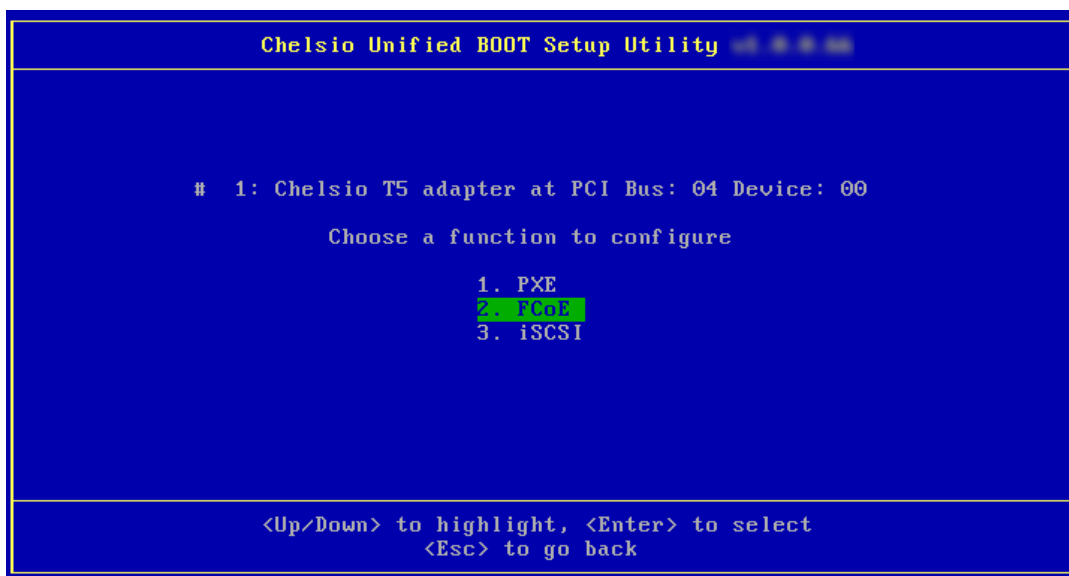 Chelsio Unified BOOT Setup Utility
# 1: Chelsio T5 adapter at PCI Bus: 04 Device: 00
Choose a function to configure
1. PXE
2. FCoE
3. iSCSI
<Up/Down> to highlight, <Enter> to select
<Esc> to go back